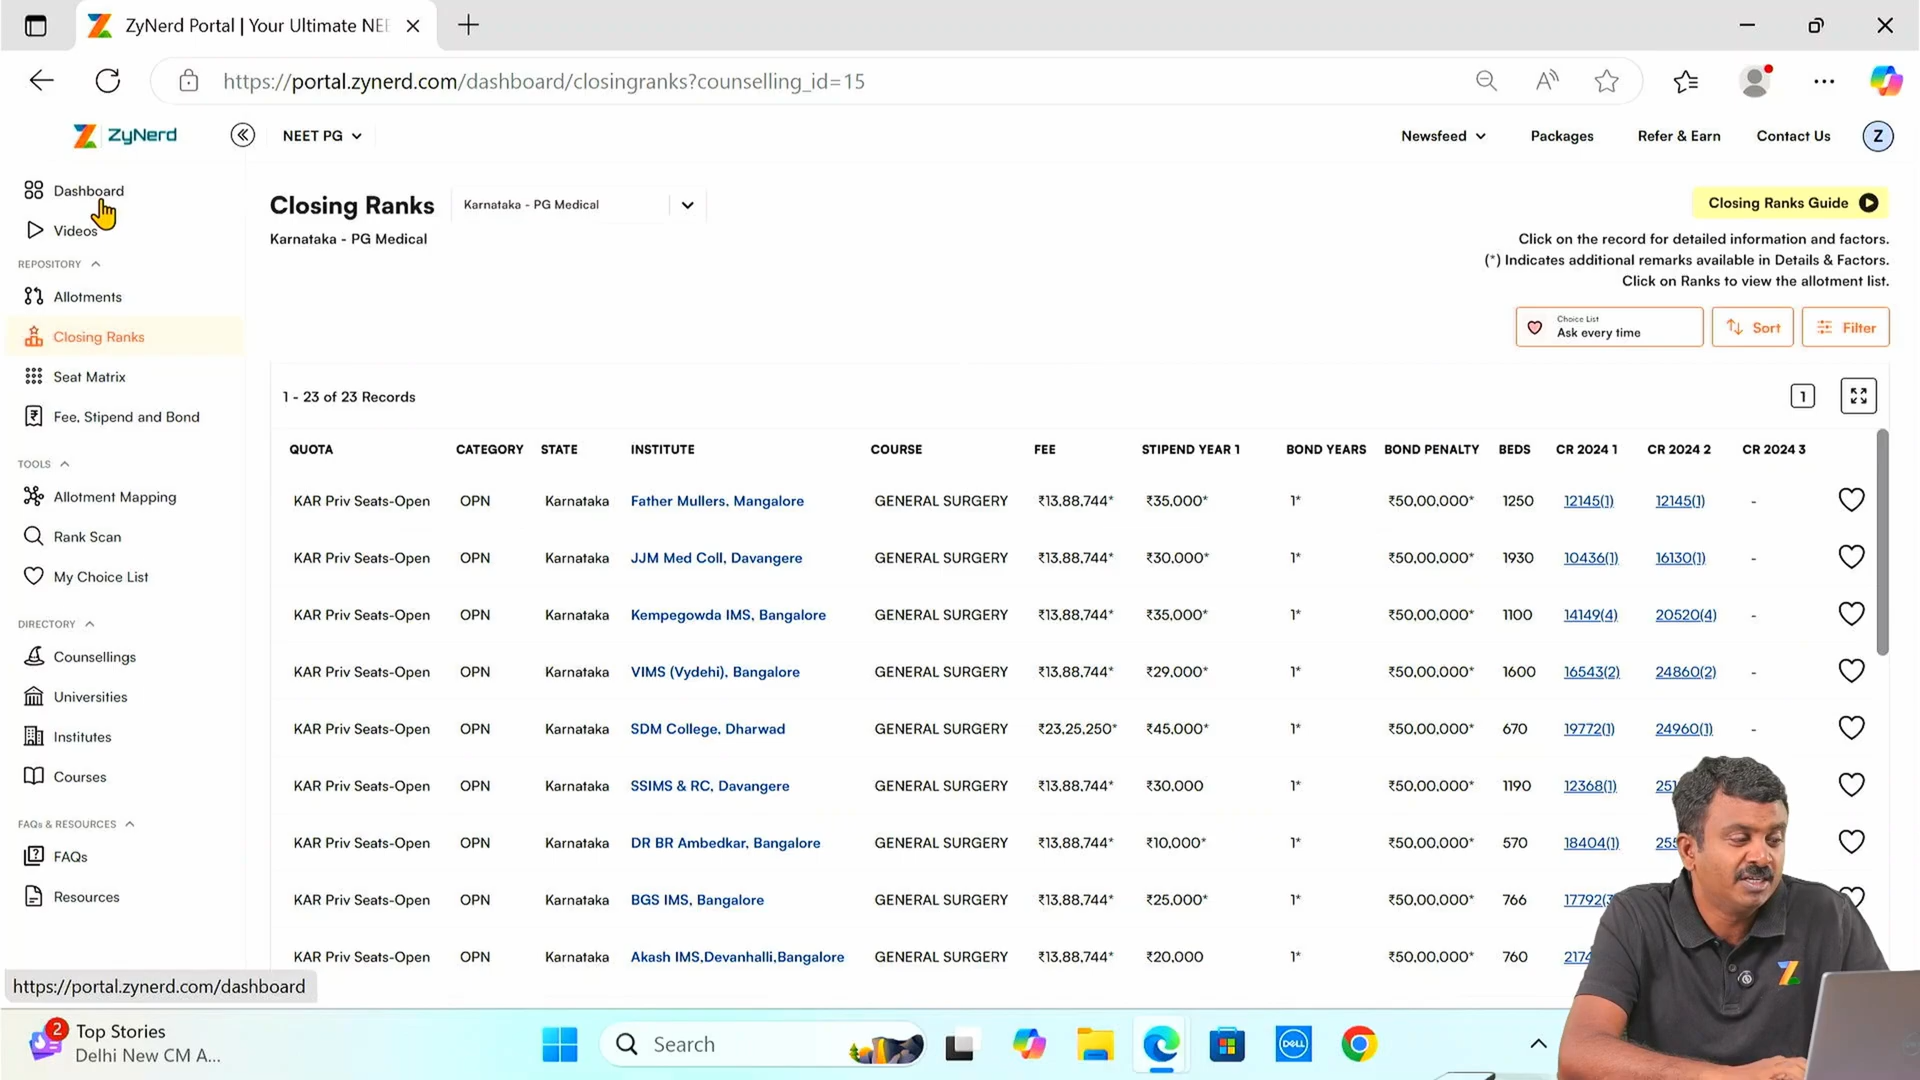 ZyNerd Portal | Your Ultimate NEE
https://portal.zynerd.com/dashboard/closingranks?counselling_id=15
ZyNerd
NEET PG
Newsfeed
Packages
Refer & Earn
Contact Us
Z
Dashboard
Videos
REPOSITORY
Allotments
Closing Ranks
Seat Matrix
Fee, Stipend and Bond
TOOLS
Allotment Mapping
Rank Scan
My Choice List
DIRECTORY
Counsellings
Universities
Institutes
Courses
FAQs & RESOURCES
FAQs
Resources
https://portal.zynerd.com/dashboard
Closing Ranks
Karnataka - PG Medical
Karnataka - PG Medical
Closing Ranks Guide
Click on the record for detailed information and factors.
(*) Indicates additional remarks available in Details & Factors.
Click on Ranks to view the allotment list.
Choice List
Ask every time
Sort
Filter
1 - 23 of 23 Records
1
QUOTA CATEGORY STATE INSTITUTE COURSE FEE STIPEND YEAR 1 BOND YEARS BOND PENALTY BEDS CR 2024 1 CR 2024 2 CR 2024 3
KAR Priv Seats-Open OPN Karnataka Father Mullers, Mangalore GENERAL SURGERY ₹13,88,744* ₹35,000* 1* ₹50,00,000* 1250 12145(1) 12145(1) -
KAR Priv Seats-Open OPN Karnataka JJM Med Coll, Davangere GENERAL SURGERY ₹13,88,744* ₹30,000* 1* ₹50,00,000* 1930 10436(1) 16130(1) -
KAR Priv Seats-Open OPN Karnataka Kempegowda IMS, Bangalore GENERAL SURGERY ₹13,88,744* ₹35,000* 1* ₹50,00,000* 1100 14149(4) 20520(4) -
KAR Priv Seats-Open OPN Karnataka VIMS (Vydehi), Bangalore GENERAL SURGERY ₹13,88,744* ₹29,000* 1* ₹50,00,000* 1600 16543(2) 24860(2) -
KAR Priv Seats-Open OPN Karnataka SDM College, Dharwad GENERAL SURGERY ₹23,25,250* ₹45,000* 1* ₹50,00,000* 670 19772(1) 24960(1) -
KAR Priv Seats-Open OPN Karnataka SSIMS & RC, Davangere GENERAL SURGERY ₹13,88,744* ₹30,000 1* ₹50,00,000* 1190 12368(1)
KAR Priv Seats-Open OPN Karnataka DR BR Ambedkar, Bangalore GENERAL SURGERY ₹13,88,744* ₹10,000* 1* ₹50,00,000* 570 18404(1)
KAR Priv Seats-Open OPN Karnataka BGS IMS, Bangalore GENERAL SURGERY ₹13,88,744* ₹25,000* 1* ₹50,00,000* 766
KAR Priv Seats-Open OPN Karnataka Akash IMS,Devanhalli,Bangalore GENERAL SURGERY ₹13,88,744* ₹20,000 1* ₹50,00,000* 760
2
Top Stories
Delhi New CM A...
Search
DELL